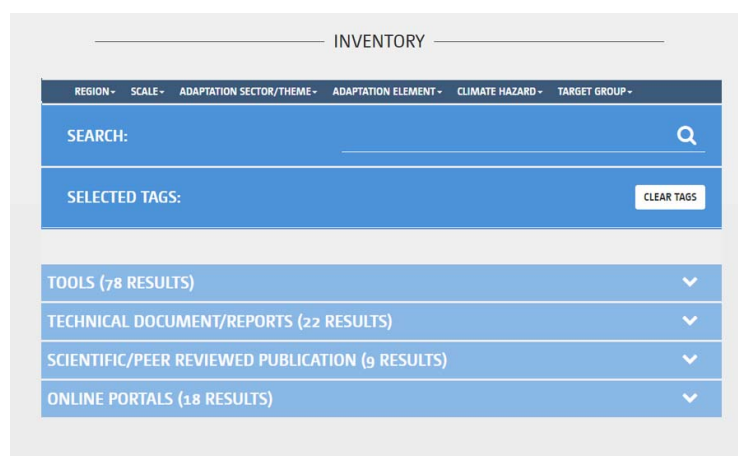 INVENTORY
REGION SCALE ADAPTATION SECTOR/THEME ADAPTATION ELEMENT CLIMATE HAZARD TARGET GROUP
SEARCH:
SELECTED TAGS: CLEAR TAGS
TOOLS (78 RESULTS)
TECHNICAL DOCUMENT/REPORTS (22 RESULTS)
SCIENTIFIC/PEER REVIEWED PUBLICATION (9 RESULTS)
ONLINE PORTALS (18 RESULTS)